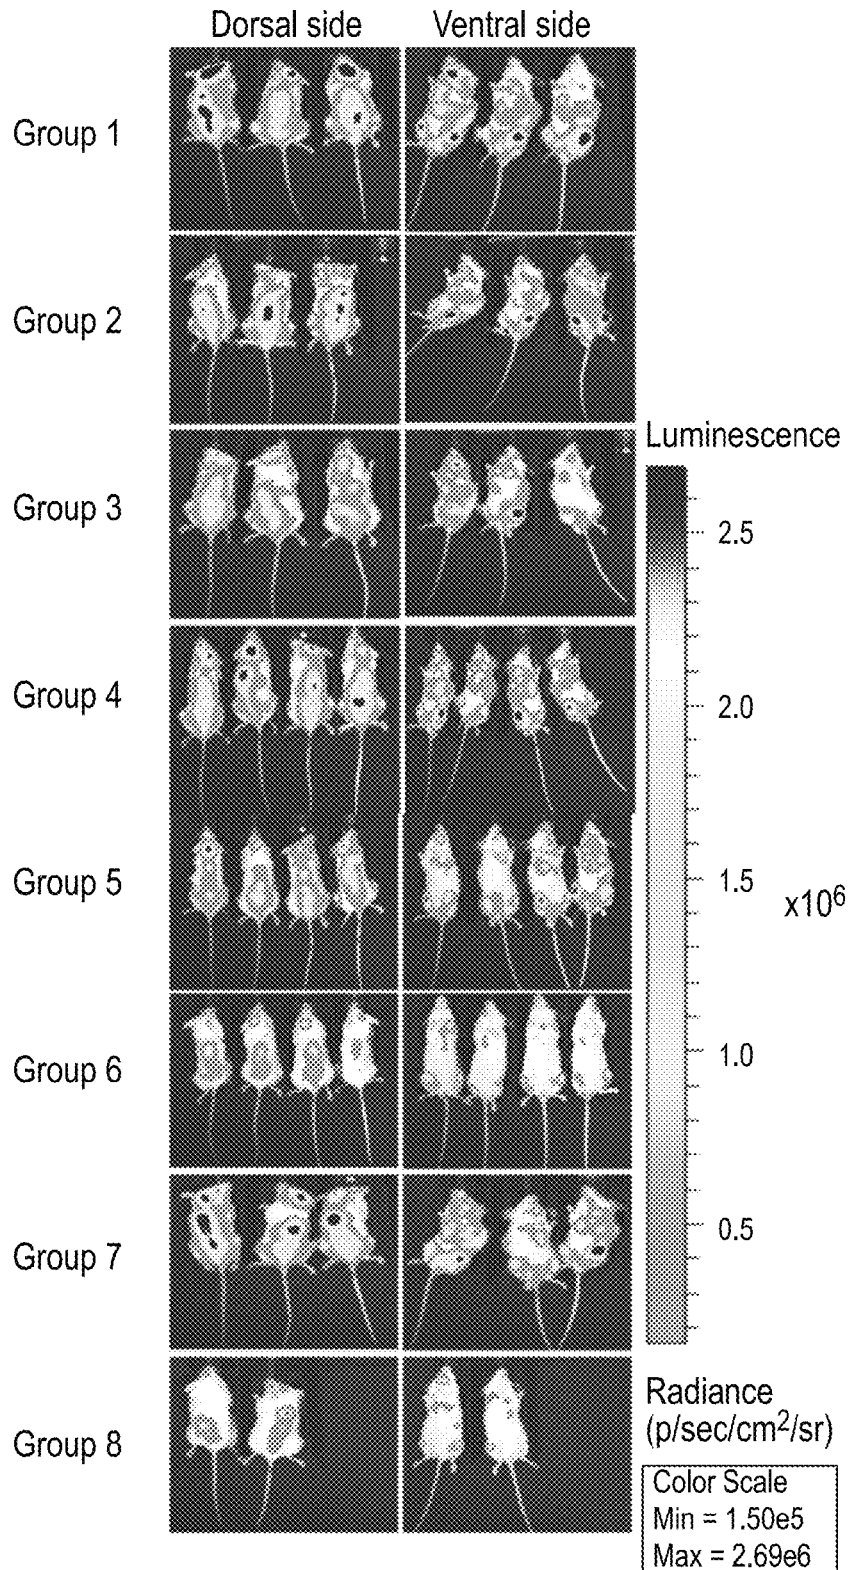 Dorsal side
Ventral side
Group 1
Group 2
Group 3
Group 4
Group 5
Group 6
Group 7
Group 8
Luminescence
2.5
2.0
1.5
x10⁶
1.0
0.5
Radiance
(p/sec/cm²/sr)
Color Scale
Min = 1.50e5
Max = 2.69e6